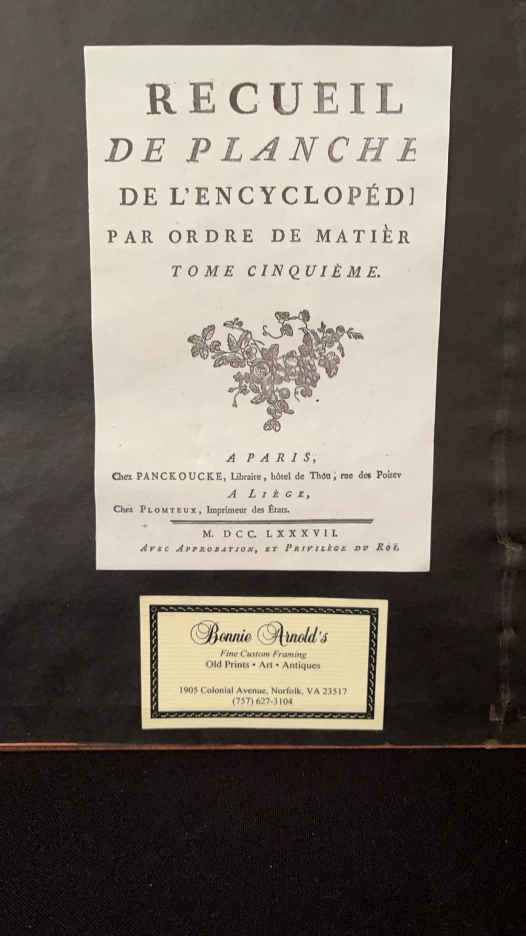 RECUEIL
DE PLANCHE
DE L'ENCYCLOPÉDI
PAR ORDRE DE MATIÈR
TOME CINQUIÈME.
A PARIS,
Chez PANCKOUCKE, Libraire, hôtel de Thou, rue des Poitev
A LIÈGE,
Chez PLOMTEUX, Imprimeur des États.
M. DCC. LXXXVII.
AVEC APPROBATION, ET PRIVILÈGE DU ROI.
Bonnie Arnold's
Fine Custom Framing
Old Prints • Art • Antiques
1905 Colonial Avenue, Norfolk, VA 23517
(757) 627-3104